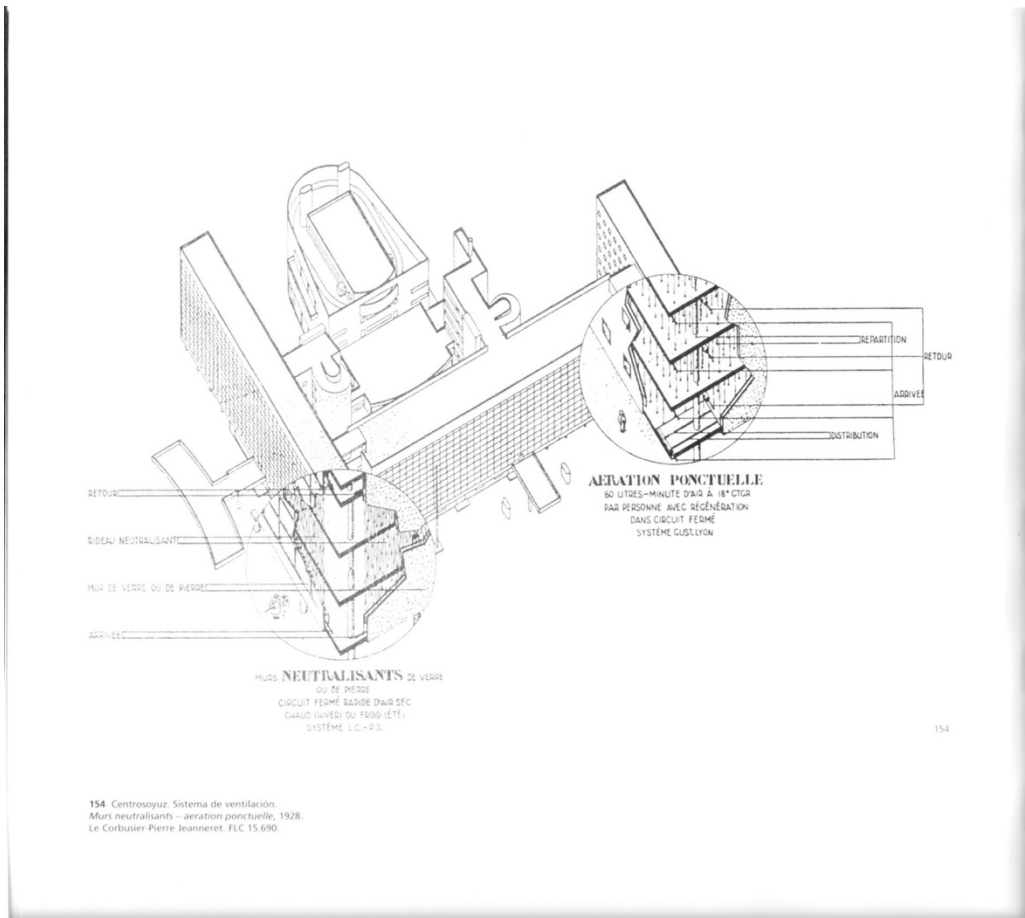 REPARTITION
RETOUR
ARRIVÉE
DISTRIBUTION
AERATION PONCTUELLE
80 LITRES-MINUTE D'AIR À 18° CTGR
PAR PERSONNE AVEC RÉGÉNÉRATION
DANS CIRCUIT FERMÉ
SYSTÈME GUST. LYON
RETOUR
RIDEAU NEUTRALISANT
MUR DE VERRE OU DE PIERRE
ARRIVÉE
MURS NEUTRALISANTS DE VERRE
OU DE PIERRE
CIRCUIT FERMÉ RAPIDE D'AIR SEC
CHAUD (HIVER) OU FROID (ÉTÉ)
SYSTÈME L.C.-P.J.
154
154 Centrosoyuz. Sistema de ventilación.
Murs neutralisants – aeration ponctuelle, 1928.
Le Corbusier-Pierre Jeanneret. FLC 15.690.